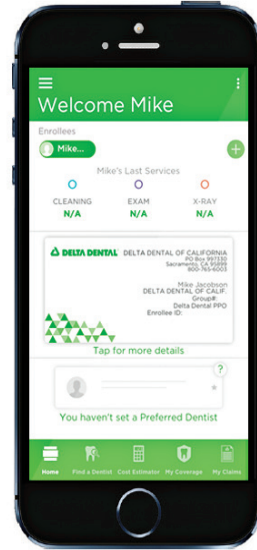 Welcome Mike
Enrollees
Mike...
Mike's Last Services
CLEANING EXAM X-RAY
N/A N/A N/A
DELTA DENTAL DELTA DENTAL OF CALIFORNIA
PO Box 997330
Sacramento, CA 95899
800-765-6003
Mike Jacobson
DELTA DENTAL OF CALIF.
Group#:
Delta Dental PPO
Enrollee ID:
Tap for more details
?
You haven't set a Preferred Dentist
Home Find a Dentist Cost Estimator My Coverage My Claims